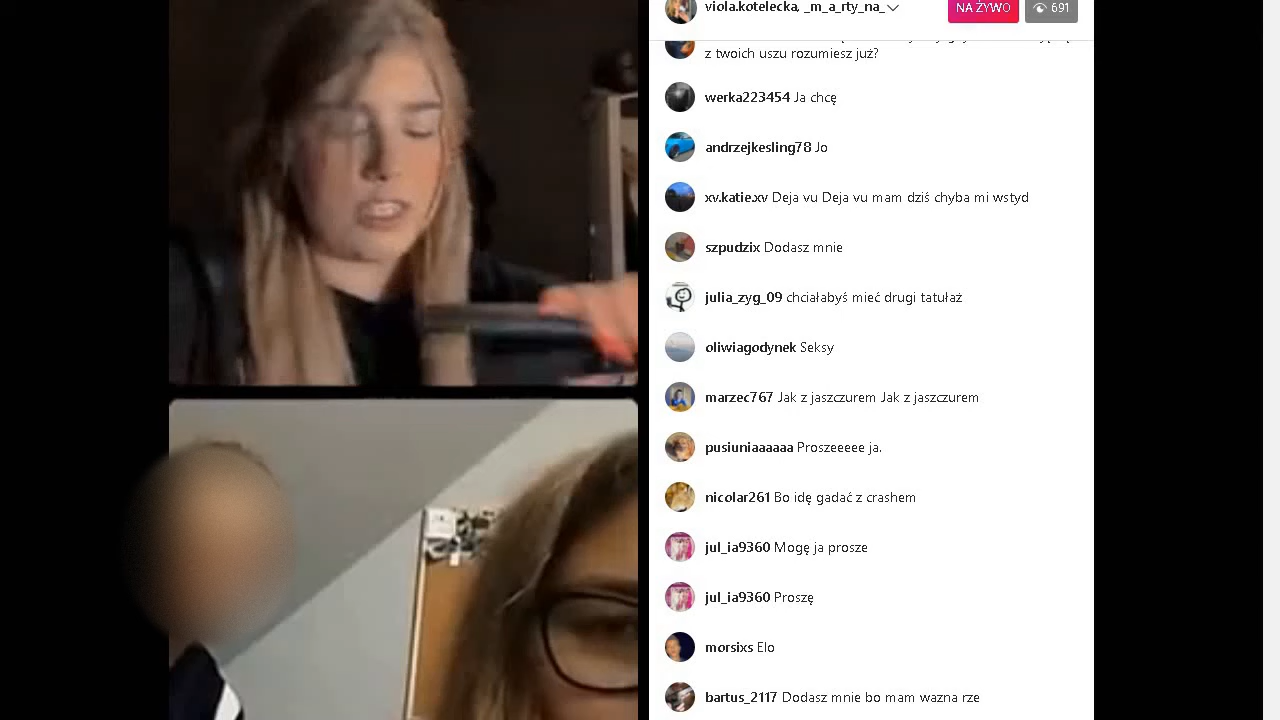 viola.kotelecka, _m_a_rty_na_
NA ŻYWO
691
z twoich uszu rozumiesz już?
werka223454 Ja chcę
andrzejkesling78 Jo
xv.katie.xv Deja vu Deja vu mam dziś chyba mi wstyd
szpudzix Dodasz mnie
julia_zyg_09 chciałabyś mieć drugi tatułaż
oliwiagodynek Seksy
marzec767 Jak z jaszczurem Jak z jaszczurem
pusiuniaaaaaa Proszeeeee ja.
nicolar261 Bo idę gadać z crashem
jul_ia9360 Mogę ja prosze
jul_ia9360 Proszę
morsixs Elo
bartus_2117 Dodasz mnie bo mam wazna rze